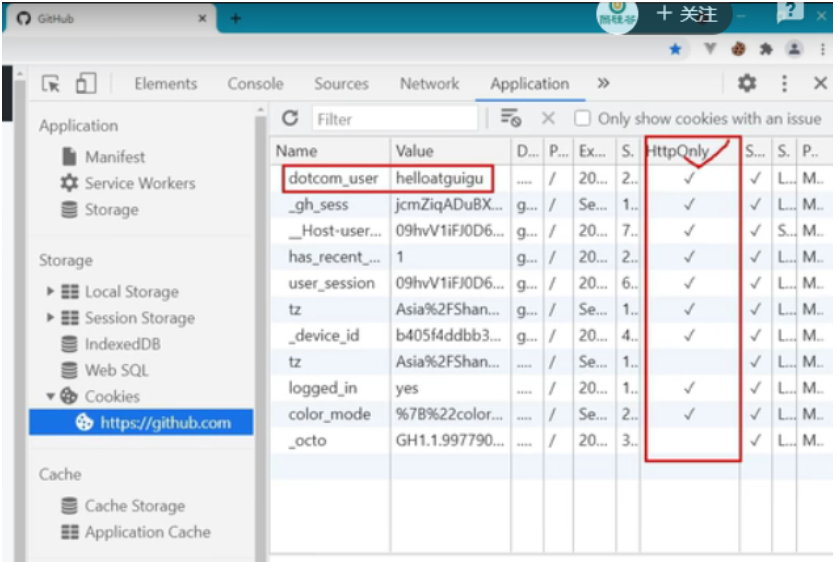 GitHub × +
尚硅谷 + 关注
Elements Console Sources Network Application »
Application
Manifest
Service Workers
Storage
Storage
Local Storage
Session Storage
IndexedDB
Web SQL
Cookies
https://github.com
Cache
Cache Storage
Application Cache
Filter Only show cookies with an issue
Name Value D... P... Ex... S. HttpOnly S... S. P..
dotcom_user helloatguigu .... / 20... 2.. ✓ ✓ L... M..
_gh_sess jcmZiqADuBX... g... / Se... 1.. ✓ ✓ L... M..
__Host-user... 09hvV1iFJ0D6... g... / 20... 7.. ✓ ✓ S... M..
has_recent_... 1 g... / 20... 2.. ✓ ✓ L... M..
user_session 09hvV1iFJ0D6... g... / 20... 6.. ✓ ✓ L... M..
tz Asia%2FShan... g... / Se... 1.. ✓ ✓ L... M..
_device_id b405f4ddbb3... g... / 20... 4.. ✓ ✓ L... M..
tz Asia%2FShan... .... / Se... 1.. ✓ L... M..
logged_in yes .... / 20... 1.. ✓ ✓ L... M..
color_mode %7B%22color... .... / Se... 2.. ✓ ✓ L... M..
_octo GH1.1.997790... .... / 20... 3.. ✓ L... M..